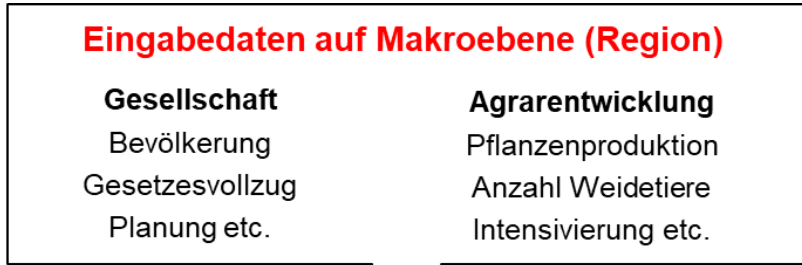 Eingabedaten auf Makroebene (Region)
Gesellschaft
Bevölkerung
Gesetzesvollzug
Planung etc.
Agrarentwicklung
Pflanzenproduktion
Anzahl Weidetiere
Intensivierung etc.